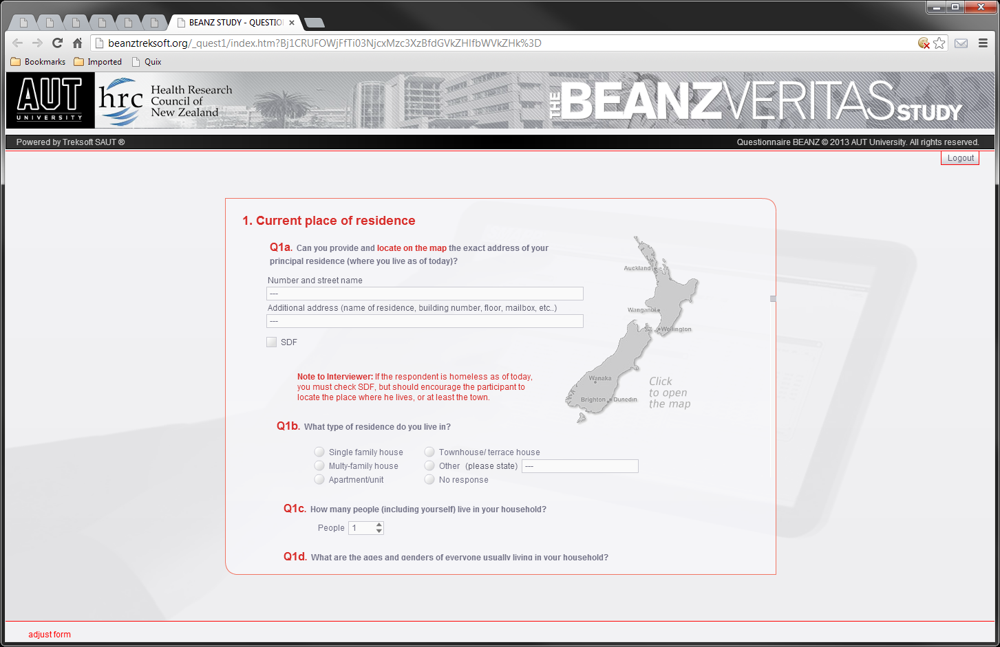 BEANZ STUDY - QUESTIO
beanztreksoft.org/_quest1/index.htm?Bj1CRUFOWjFfTi03NjcxMzc3XzBfdGVkZHIfbWVkZHk%3D
Bookmarks Imported Quix
AUT
UNIVERSITY
hrc
Health Research
Council of
New Zealand
THE BEANZVERITAS STUDY
Powered by Treksoft SAUT ®
Questionnaire BEANZ © 2013 AUT University. All rights reserved.
Logout
1. Current place of residence
Q1a. Can you provide and locate on the map the exact address of your
principal residence (where you live as of today)?
Number and street name
---
Additional address (name of residence, building number, floor, mailbox, etc..)
---
SDF
Auckland
Wanganoi
Wellington
Wanaka
Brighton
Dunedin
Click
to open
the map
Note to Interviewer: If the respondent is homeless as of today,
you must check SDF, but should encourage the participant to
locate the place where he lives, or at least the town.
Q1b. What type of residence do you live in?
Single family house Townhouse/ terrace house
Multy-family house Other (please state) ---
Apartment/unit No response
Q1c. How many people (including yourself) live in your household?
People 1
Q1d. What are the ages and genders of everyone usually living in your household?
adjust form